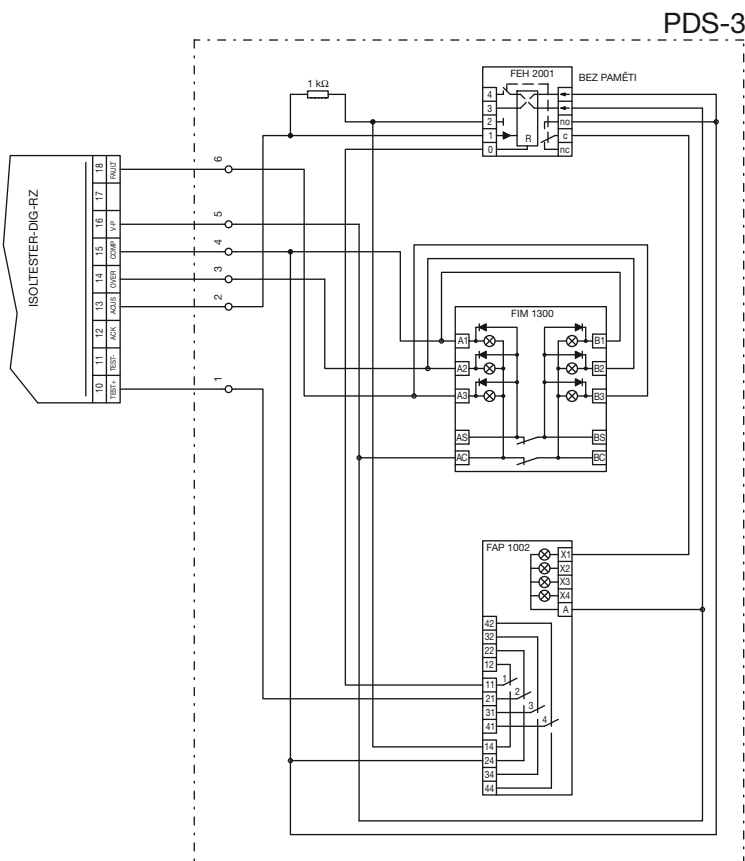 PDS-3
1 kΩ
FEH 2001
BEZ PAMĚTI
4
3
2
1
0
R
no
c
nc
ISOLTESTER-DIG-RZ
18 FAULT
17
16 V-P
15 COMP
14 OVER
13 ACUS
12 ACK
11 TEST-
10 TEST+
6
5
4
3
2
1
FIM 1300
A1
A2
A3
AS
AC
B1
B2
B3
BS
BC
FAP 1002
X1
X2
X3
X4
A
42
32
22
12
11
21
31
41
14
24
34
44
1
2
3
4